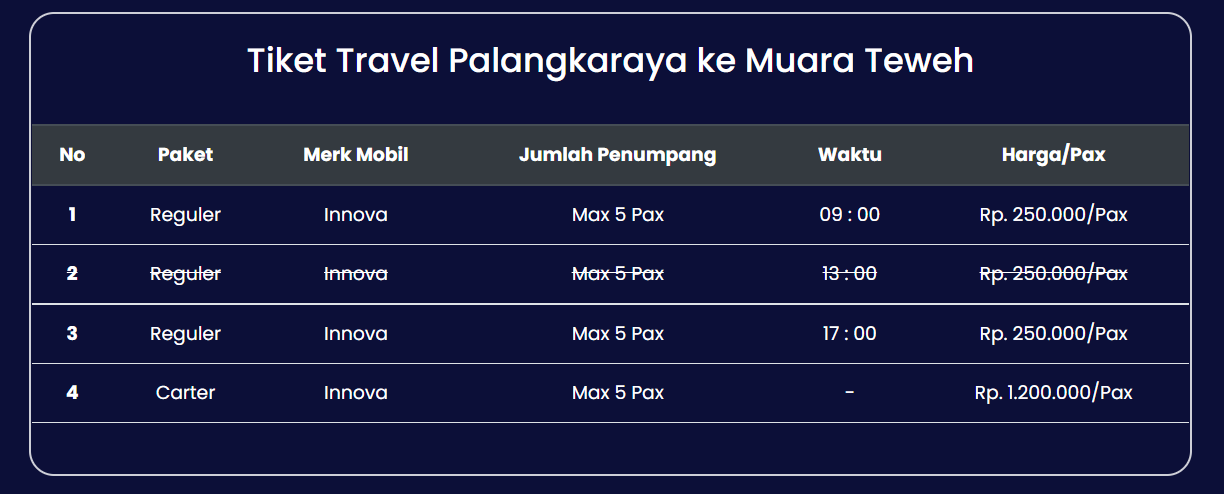 Tiket Travel Palangkaraya ke Muara Teweh
No Paket Merk Mobil Jumlah Penumpang Waktu Harga/Pax
1 Reguler Innova Max 5 Pax 09 : 00 Rp. 250.000/Pax
2 Reguler Innova Max 5 Pax 13 : 00 Rp. 250.000/Pax
3 Reguler Innova Max 5 Pax 17 : 00 Rp. 250.000/Pax
4 Carter Innova Max 5 Pax - Rp. 1.200.000/Pax